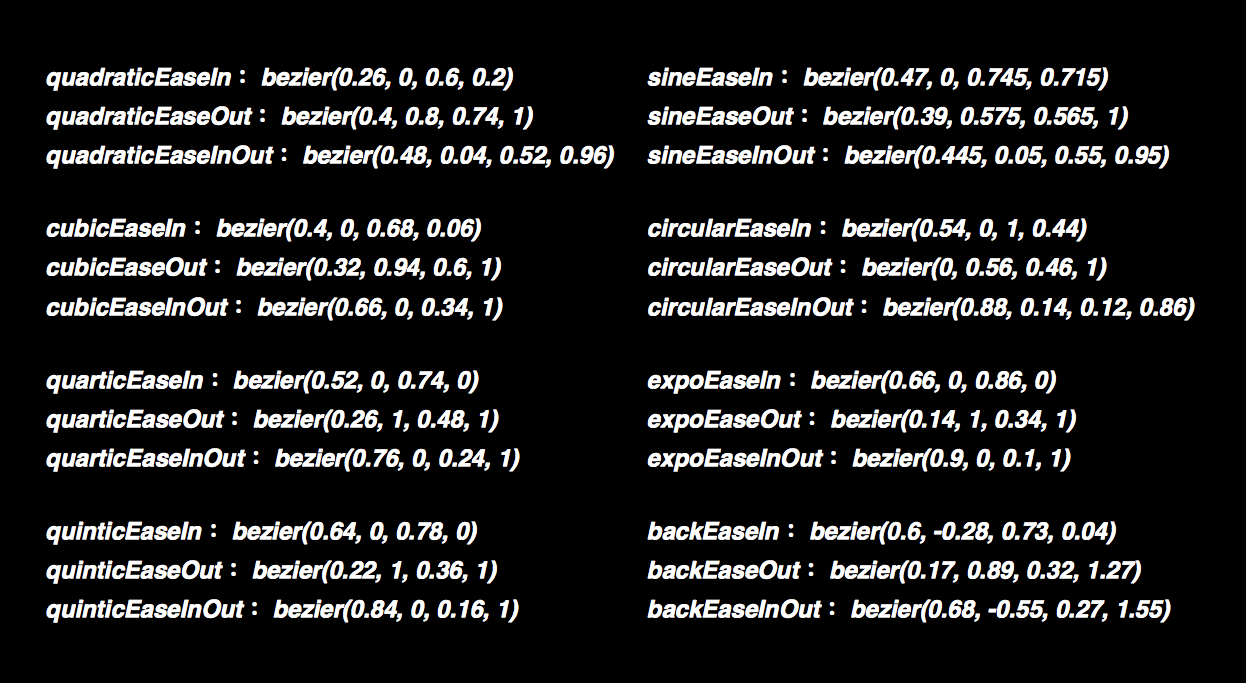 quadraticEaseIn： bezier(0.26, 0, 0.6, 0.2)
quadraticEaseOut： bezier(0.4, 0.8, 0.74, 1)
quadraticEaseInOut： bezier(0.48, 0.04, 0.52, 0.96)
cubicEaseIn： bezier(0.4, 0, 0.68, 0.06)
cubicEaseOut： bezier(0.32, 0.94, 0.6, 1)
cubicEaseInOut： bezier(0.66, 0, 0.34, 1)
quarticEaseIn： bezier(0.52, 0, 0.74, 0)
quarticEaseOut： bezier(0.26, 1, 0.48, 1)
quarticEaseInOut： bezier(0.76, 0, 0.24, 1)
quinticEaseIn： bezier(0.64, 0, 0.78, 0)
quinticEaseOut： bezier(0.22, 1, 0.36, 1)
quinticEaseInOut： bezier(0.84, 0, 0.16, 1)
sineEaseIn： bezier(0.47, 0, 0.745, 0.715)
sineEaseOut： bezier(0.39, 0.575, 0.565, 1)
sineEaseInOut： bezier(0.445, 0.05, 0.55, 0.95)
circularEaseIn： bezier(0.54, 0, 1, 0.44)
circularEaseOut： bezier(0, 0.56, 0.46, 1)
circularEaseInOut： bezier(0.88, 0.14, 0.12, 0.86)
expoEaseIn： bezier(0.66, 0, 0.86, 0)
expoEaseOut： bezier(0.14, 1, 0.34, 1)
expoEaseInOut： bezier(0.9, 0, 0.1, 1)
backEaseIn： bezier(0.6, -0.28, 0.73, 0.04)
backEaseOut： bezier(0.17, 0.89, 0.32, 1.27)
backEaseInOut： bezier(0.68, -0.55, 0.27, 1.55)